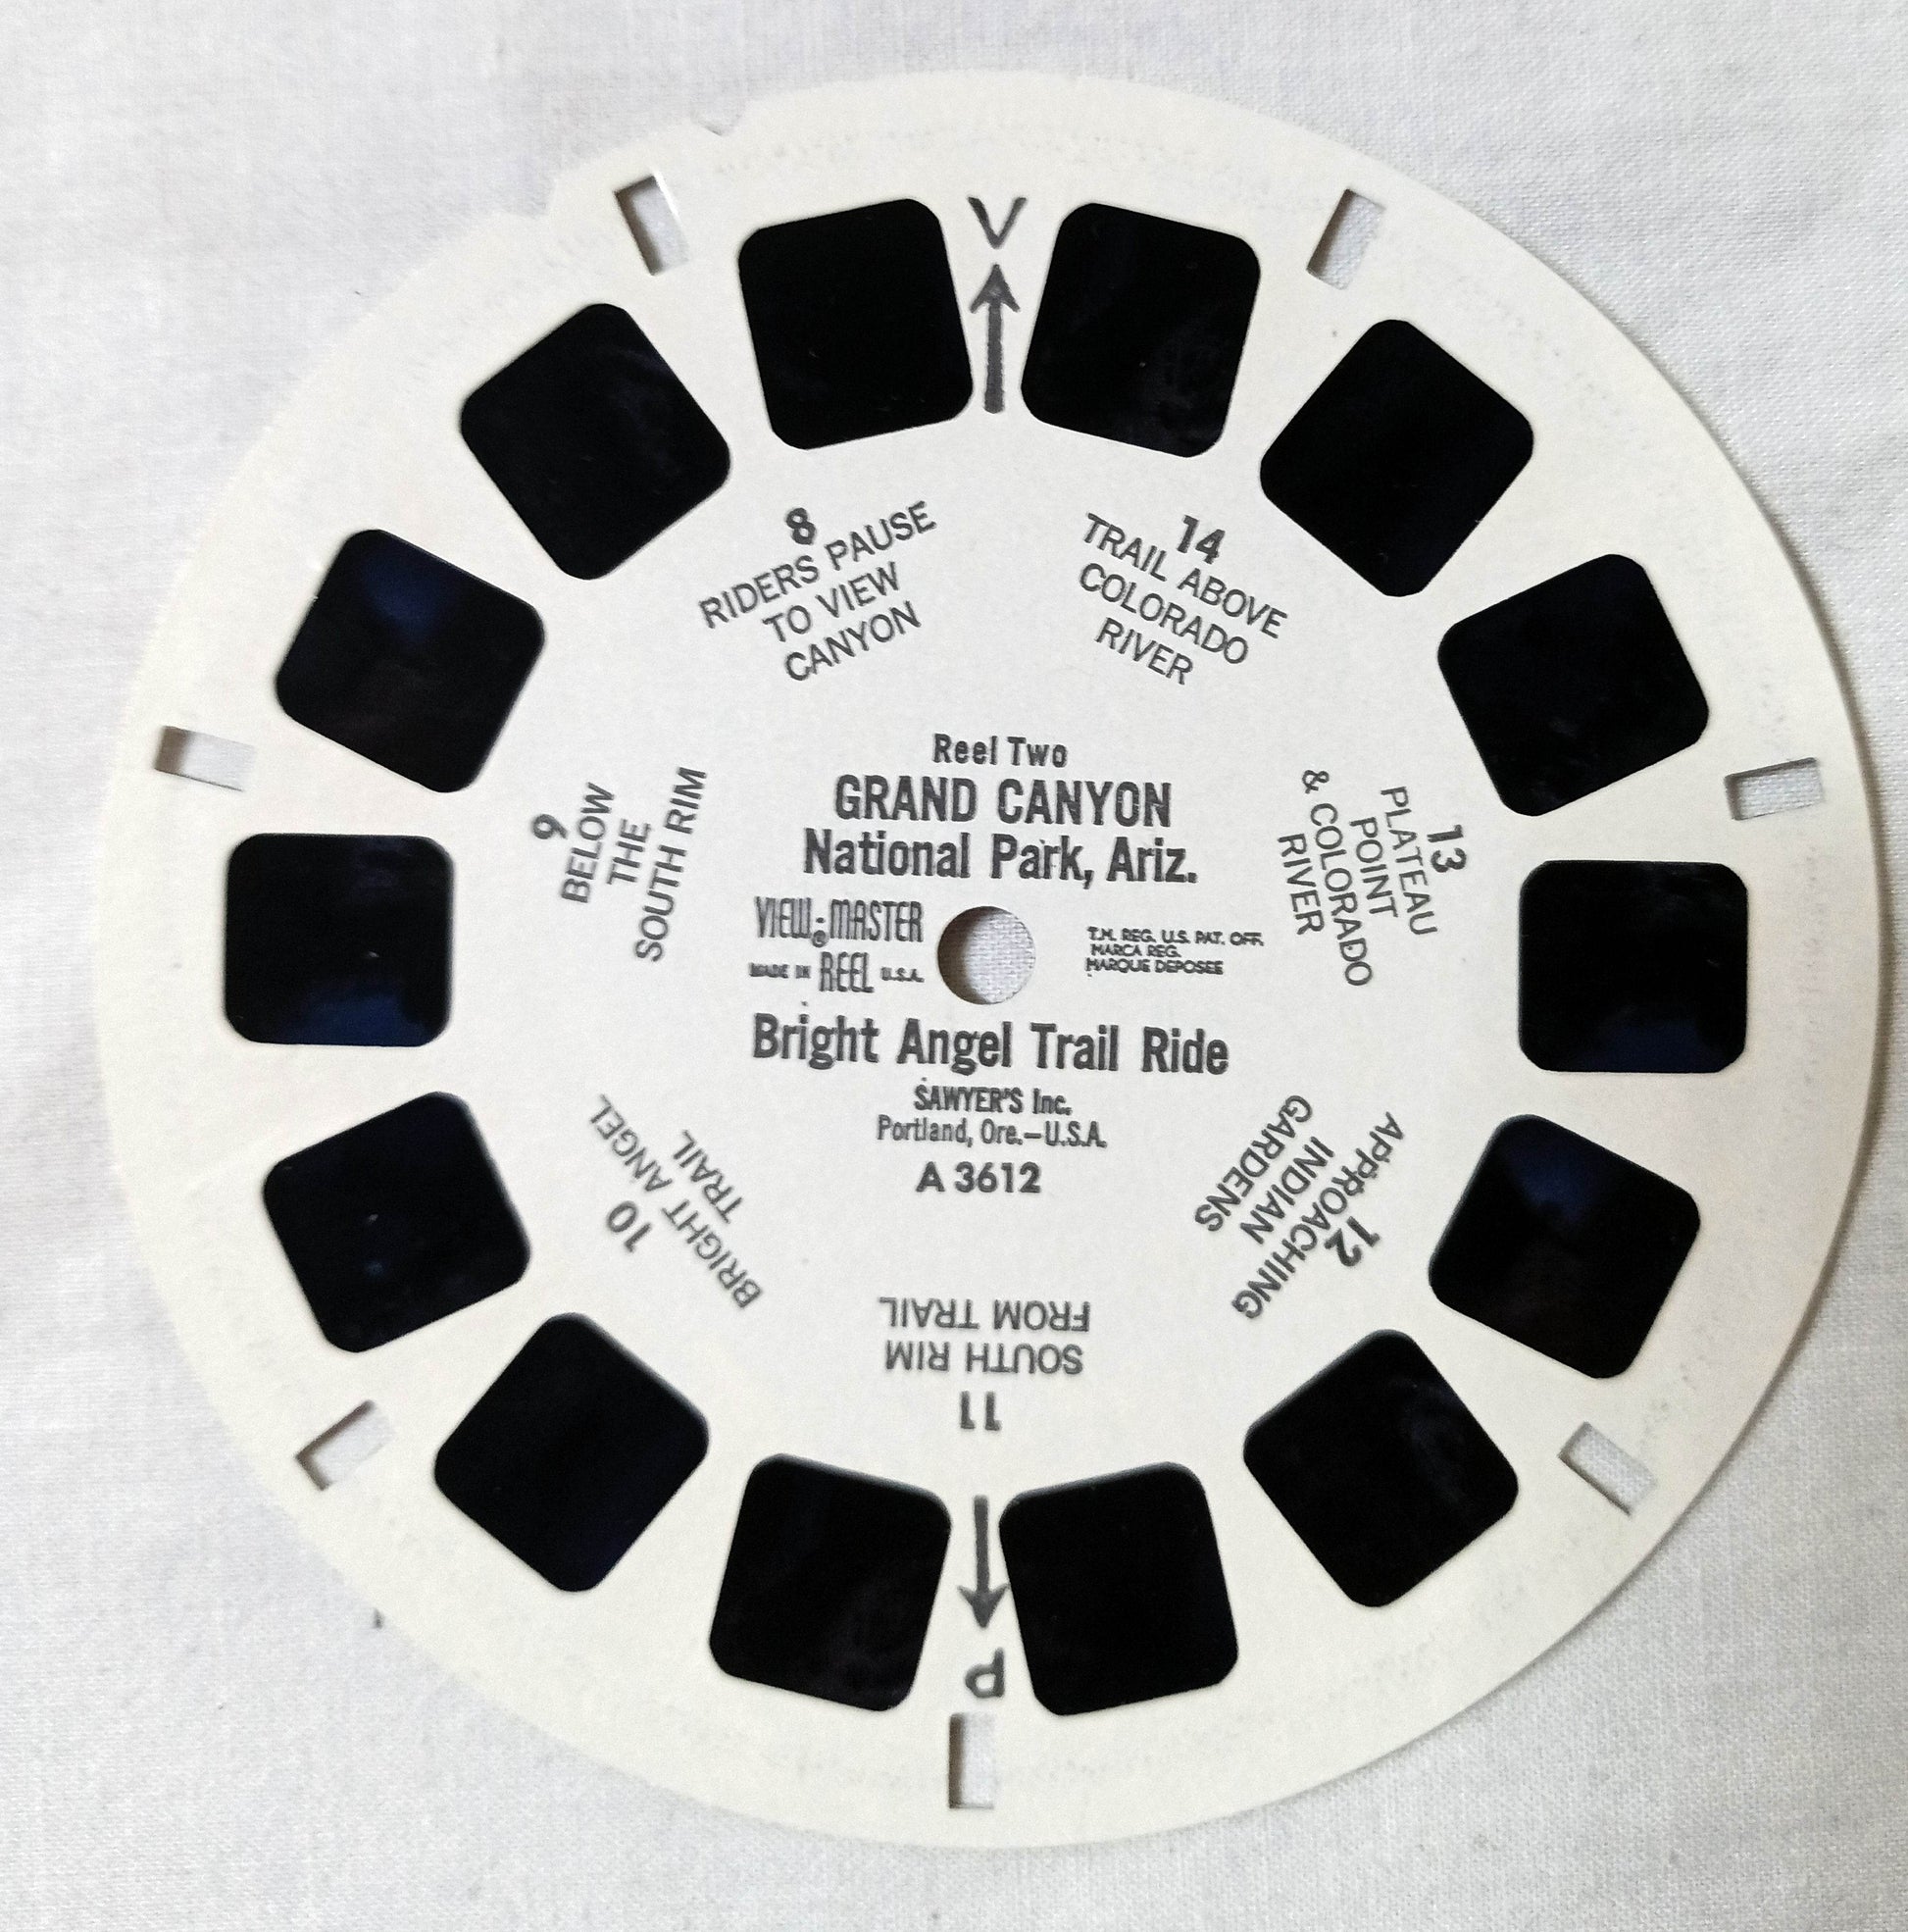 V
8
RIDERS PAUSE
TO VIEW
CANYON
14
TRAIL ABOVE
COLORADO
RIVER
Reel Two
GRAND CANYON
National Park, Ariz.
VIEW-MASTER®
MADE IN REEL U.S.A.
T.M. REG. U.S. PAT. OFF.
MARCA REG.
MARQUE DEPOSEE
Bright Angel Trail Ride
SAWYER'S Inc.
Portland, Ore.–U.S.A.
A 3612
9
BELOW
THE
SOUTH RIM
13
PLATEAU
POINT
& COLORADO
RIVER
10
BRIGHT ANGEL
TRAIL
12
APPROACHING
INDIAN
GARDENS
11
SOUTH RIM
FROM TRAIL
P